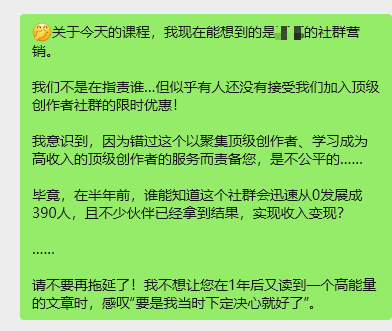 关于今天的课程，我现在能想到的是的社群营
销。
我们不是在指责谁...但似乎有人还没有接受我们加入顶级
创作者社群的限时优惠！
我意识到，因为错过这个以聚集顶级创作者、学习成为
高收入的顶级创作者的服务而责备您，是不公平的......
毕竟，在半年前，谁能知道这个社群会迅速从0发展成
390人，且不少伙伴已经拿到结果，实现收入变现？
......
请不要再拖延了！我不想让您在1年后又读到一个高能量
的文章时，感叹“要是我当时下定决心就好了”。